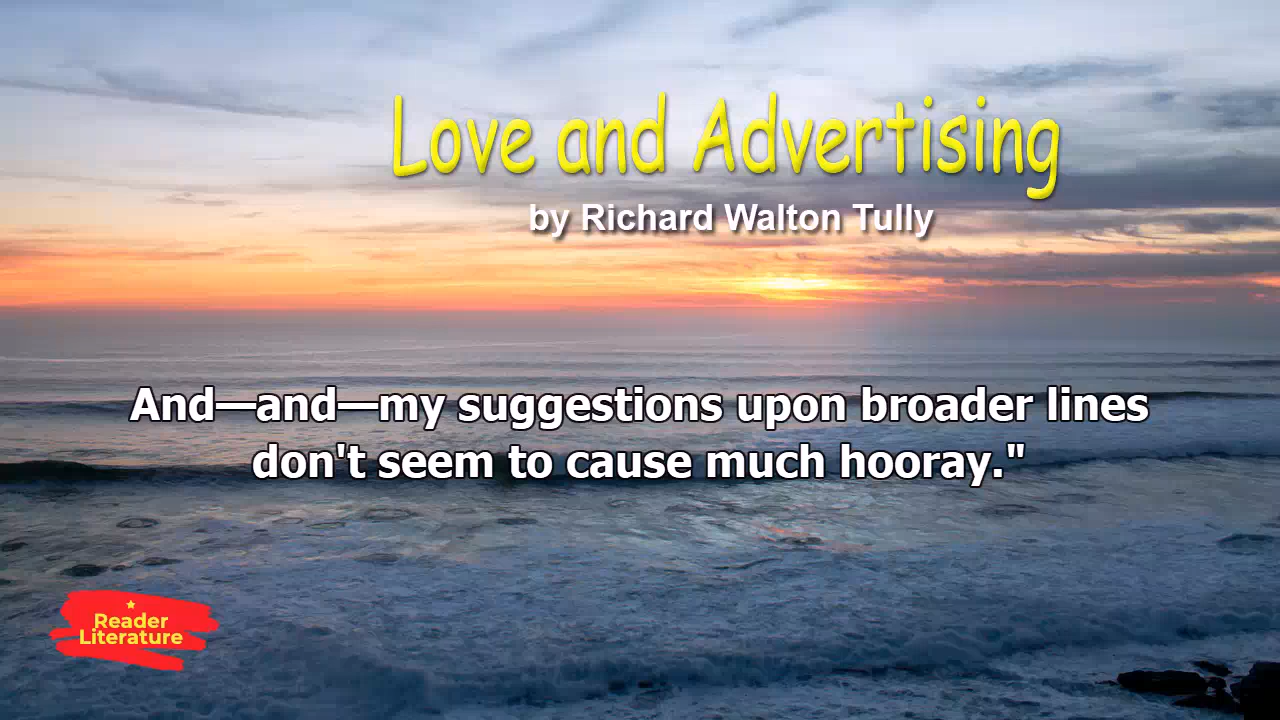 Love and Advertising
by Richard Walton Tully
And—and—my suggestions upon broader lines
don't seem to cause much hooray."
Reader
Literature